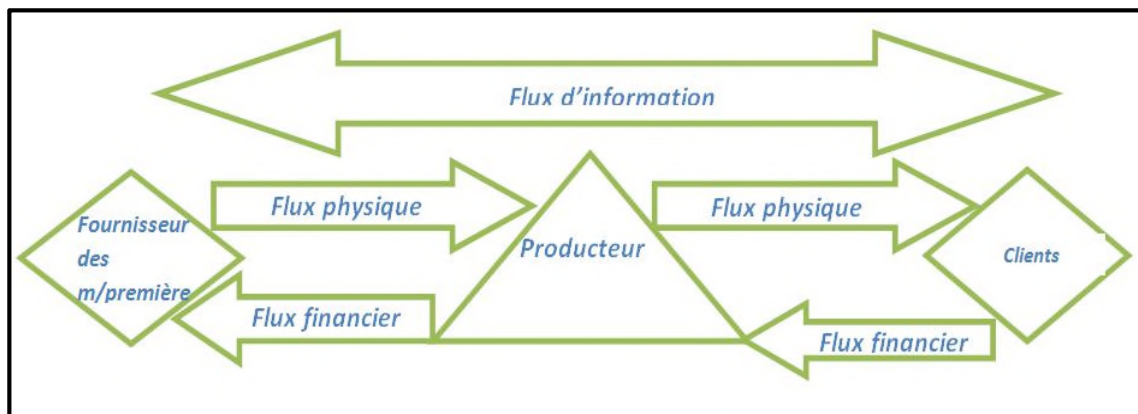 Flux d'information
Flux physique
Flux physique
Fournisseur
des
m/première
Producteur
Clients
Flux financier
Flux financier